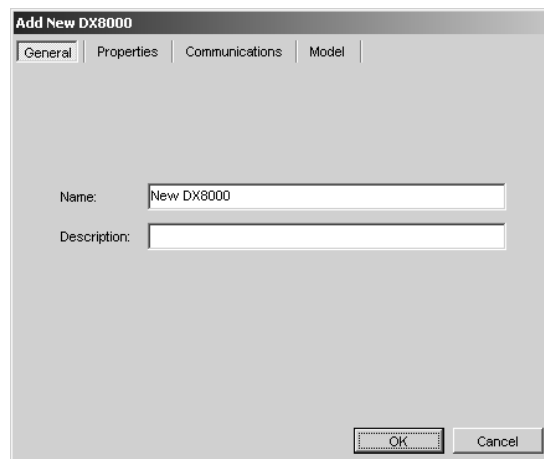 Add New DX8000
General Properties Communications Model
Name: New DX8000
Description:
OK Cancel